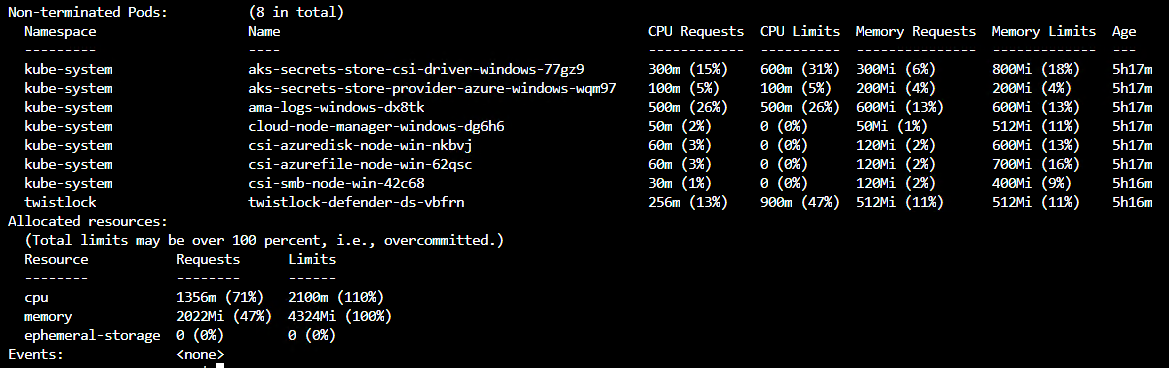 Non-terminated Pods:          (8 in total)
  Namespace                   Name                                            CPU Requests  CPU Limits  Memory Requests  Memory Limits  Age
  ---------                   ----                                            ------------  ----------  ---------------  -------------  ---
  kube-system                 aks-secrets-store-csi-driver-windows-77gz9      300m (15%)    600m (31%)  300Mi (6%)       800Mi (18%)    5h17m
  kube-system                 aks-secrets-store-provider-azure-windows-wqm97  100m (5%)     100m (5%)   200Mi (4%)       200Mi (4%)     5h17m
  kube-system                 ama-logs-windows-dx8tk                          500m (26%)    500m (26%)  600Mi (13%)      600Mi (13%)    5h17m
  kube-system                 cloud-node-manager-windows-dg6h6                50m (2%)      0 (0%)      50Mi (1%)        512Mi (11%)    5h17m
  kube-system                 csi-azuredisk-node-win-nkbvj                    60m (3%)      0 (0%)      120Mi (2%)       600Mi (13%)    5h17m
  kube-system                 csi-azurefile-node-win-62qsc                    60m (3%)      0 (0%)      120Mi (2%)       700Mi (16%)    5h17m
  kube-system                 csi-smb-node-win-42c68                          30m (1%)      0 (0%)      120Mi (2%)       400Mi (9%)     5h16m
  twistlock                   twistlock-defender-ds-vbfrn                     256m (13%)    900m (47%)  512Mi (11%)      512Mi (11%)    5h16m
Allocated resources:
  (Total limits may be over 100 percent, i.e., overcommitted.)
  Resource           Requests      Limits
  --------           --------      ------
  cpu                1356m (71%)   2100m (110%)
  memory             2022Mi (47%)  4324Mi (100%)
  ephemeral-storage  0 (0%)        0 (0%)
Events:              <none>